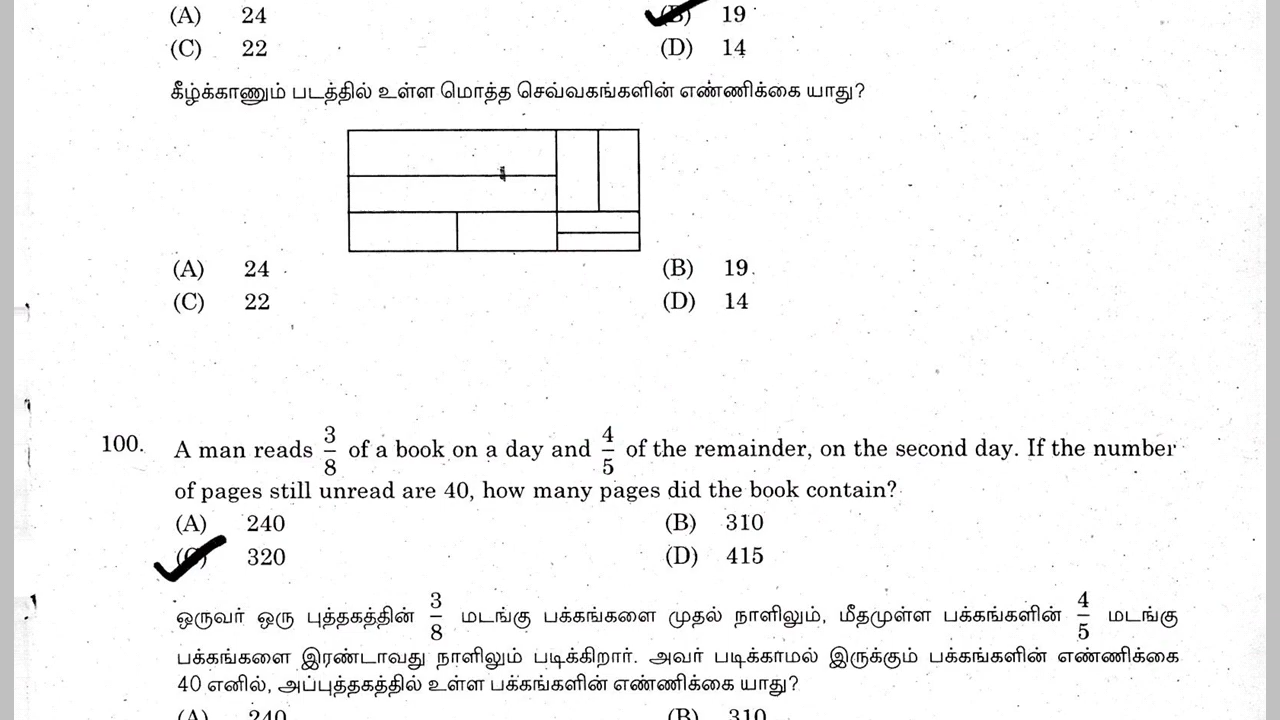 (A) 24 (B) 19
(C) 22 (D) 14
கீழ்க்காணும் படத்தில் உள்ள மொத்த செவ்வகங்களின் எண்ணிக்கை யாது?
(A) 24 (B) 19
(C) 22 (D) 14
100. A man reads 3/8 of a book on a day and 4/5 of the remainder, on the second day. If the number
of pages still unread are 40, how many pages did the book contain?
(A) 240 (B) 310
(C) 320 (D) 415
ஒருவர் ஒரு புத்தகத்தின் 3/8 மடங்கு பக்கங்களை முதல் நாளிலும், மீதமுள்ள பக்கங்களின் 4/5 மடங்கு
பக்கங்களை இரண்டாவது நாளிலும் படிக்கிறார். அவர் படிக்காமல் இருக்கும் பக்கங்களின் எண்ணிக்கை
40 எனில், அப்புத்தகத்தில் உள்ள பக்கங்களின் எண்ணிக்கை யாது?
(A) 240 (B) 310